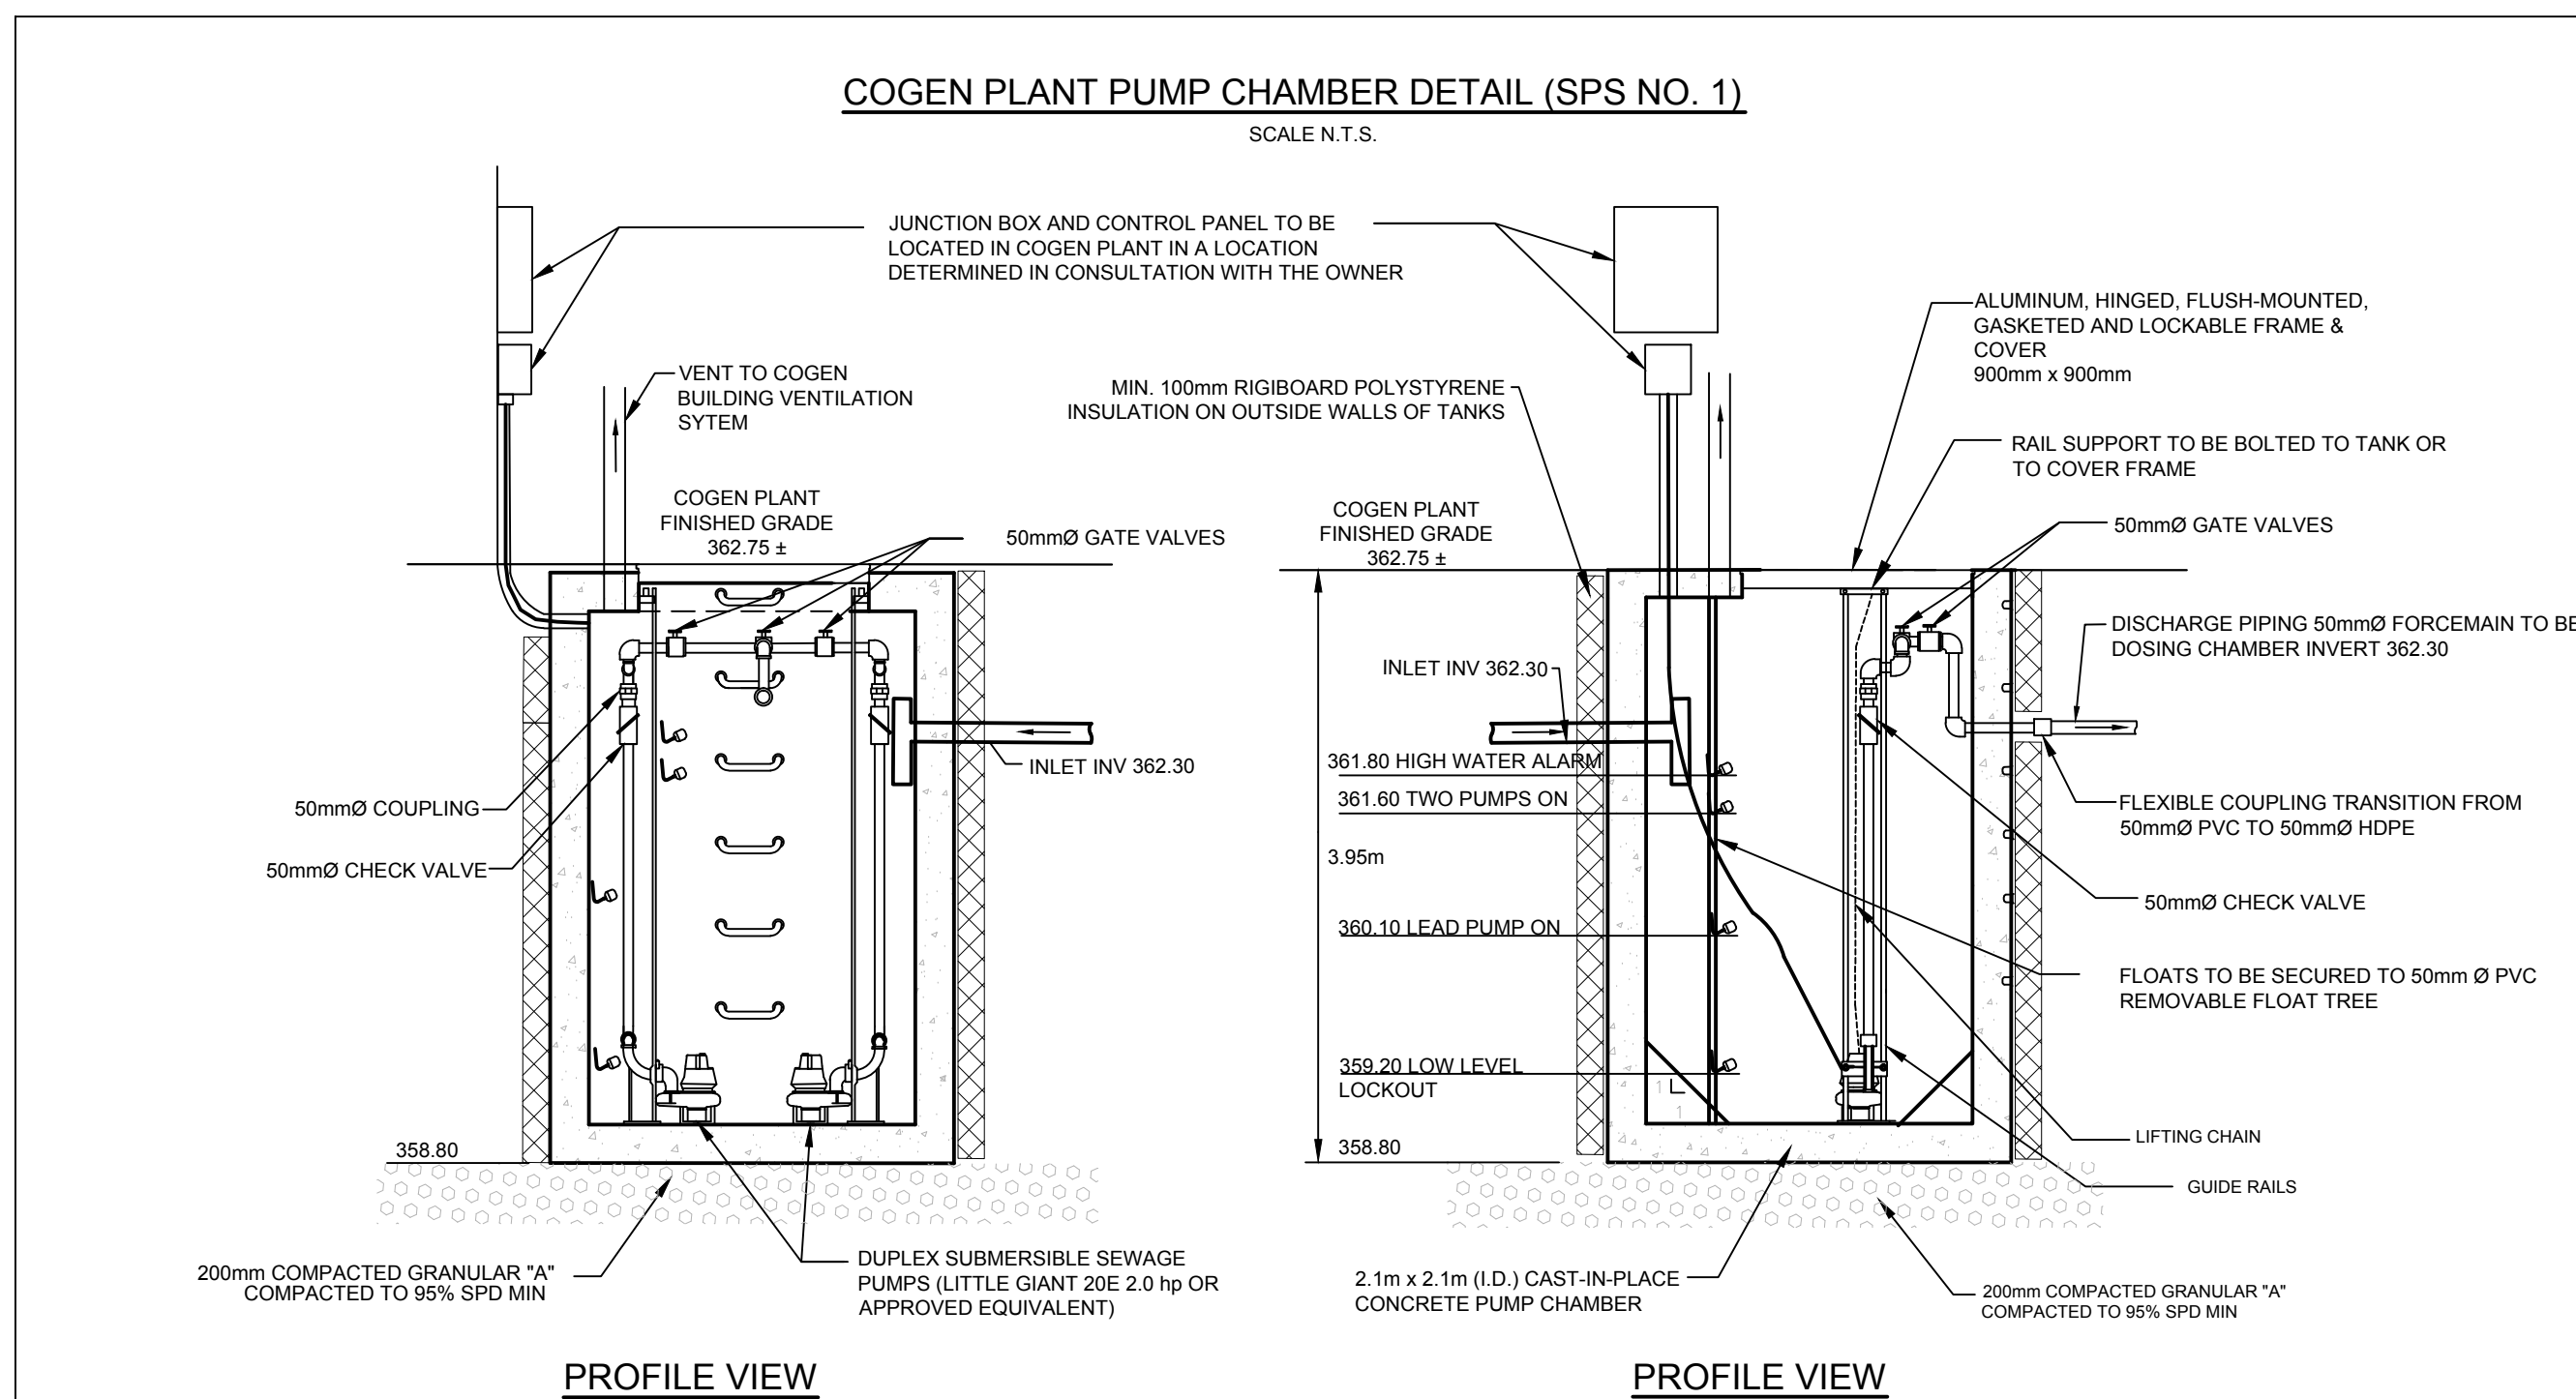 COGEN PLANT PUMP CHAMBER DETAIL (SPS NO. 1)
SCALE N.T.S.
JUNCTION BOX AND CONTROL PANEL TO BE
LOCATED IN COGEN PLANT IN A LOCATION
DETERMINED IN CONSULTATION WITH THE OWNER
VENT TO COGEN
BUILDING VENTILATION
SYTEM
COGEN PLANT
FINISHED GRADE
362.75 ±
50mmØ GATE VALVES
INLET INV 362.30
50mmØ COUPLING
50mmØ CHECK VALVE
358.80
200mm COMPACTED GRANULAR "A"
COMPACTED TO 95% SPD MIN
DUPLEX SUBMERSIBLE SEWAGE
PUMPS (LITTLE GIANT 20E 2.0 hp OR
APPROVED EQUIVALENT)
PROFILE VIEW
MIN. 100mm RIGIBOARD POLYSTYRENE
INSULATION ON OUTSIDE WALLS OF TANKS
COGEN PLANT
FINISHED GRADE
362.75 ±
INLET INV 362.30
361.80 HIGH WATER ALARM
361.60 TWO PUMPS ON
3.95m
360.10 LEAD PUMP ON
359.20 LOW LEVEL
LOCKOUT
1
1
358.80
2.1m x 2.1m (I.D.) CAST-IN-PLACE
CONCRETE PUMP CHAMBER
ALUMINUM, HINGED, FLUSH-MOUNTED,
GASKETED AND LOCKABLE FRAME &
COVER
900mm x 900mm
RAIL SUPPORT TO BE BOLTED TO TANK OR
TO COVER FRAME
50mmØ GATE VALVES
DISCHARGE PIPING 50mmØ FORCEMAIN TO BE
DOSING CHAMBER INVERT 362.30
FLEXIBLE COUPLING TRANSITION FROM
50mmØ PVC TO 50mmØ HDPE
50mmØ CHECK VALVE
FLOATS TO BE SECURED TO 50mm Ø PVC
REMOVABLE FLOAT TREE
LIFTING CHAIN
GUIDE RAILS
200mm COMPACTED GRANULAR "A"
COMPACTED TO 95% SPD MIN
PROFILE VIEW